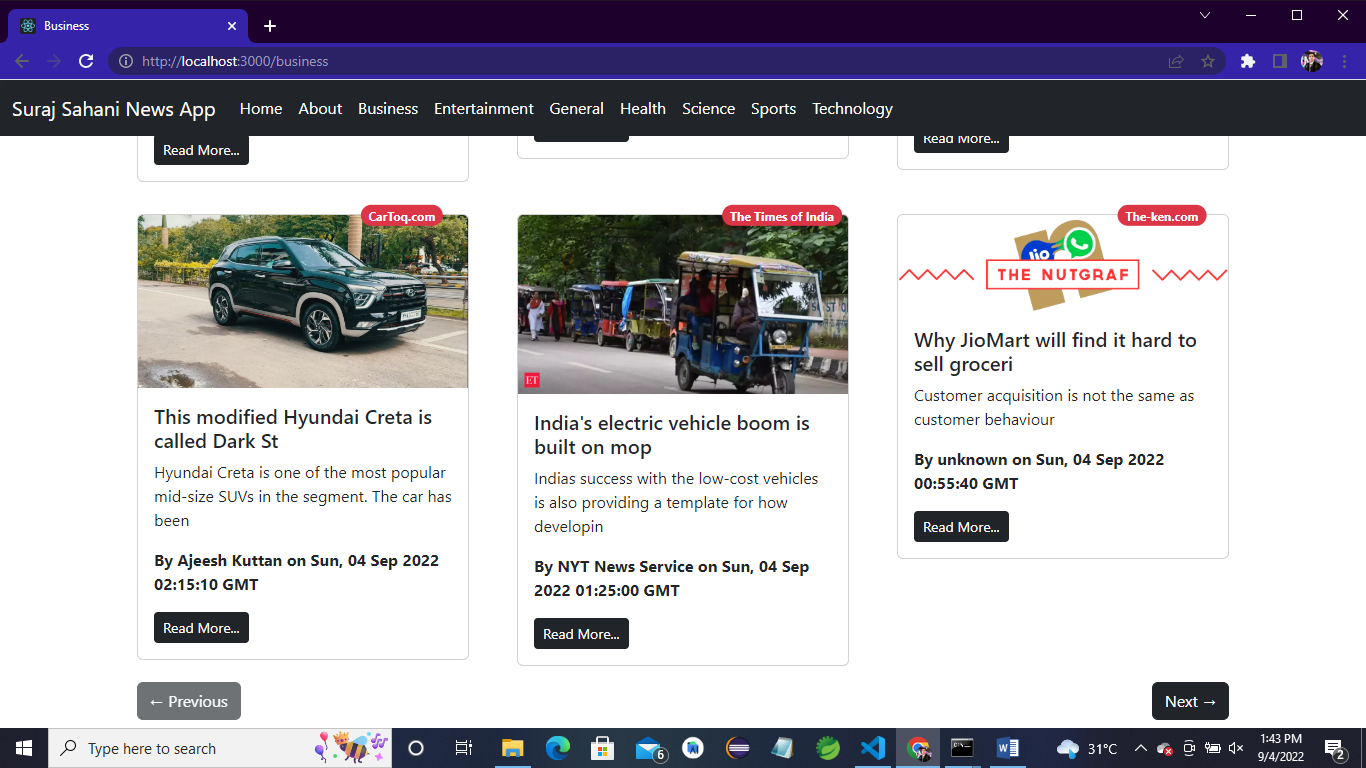 Business
http://localhost:3000/business
Suraj Sahani News App Home About Business Entertainment General Health Science Sports Technology
Read More...
Read More...
CarToq.com
This modified Hyundai Creta is
called Dark St
Hyundai Creta is one of the most popular
mid-size SUVs in the segment. The car has
been
By Ajeesh Kuttan on Sun, 04 Sep 2022
02:15:10 GMT
Read More...
The Times of India
ET
India's electric vehicle boom is
built on mop
Indias success with the low-cost vehicles
is also providing a template for how
developin
By NYT News Service on Sun, 04 Sep
2022 01:25:00 GMT
Read More...
The-ken.com
Jio
THE NUTGRAF
Why JioMart will find it hard to
sell groceri
Customer acquisition is not the same as
customer behaviour
By unknown on Sun, 04 Sep 2022
00:55:40 GMT
Read More...
← Previous
Next →
Type here to search
6
31°C
1:43 PM
9/4/2022
2